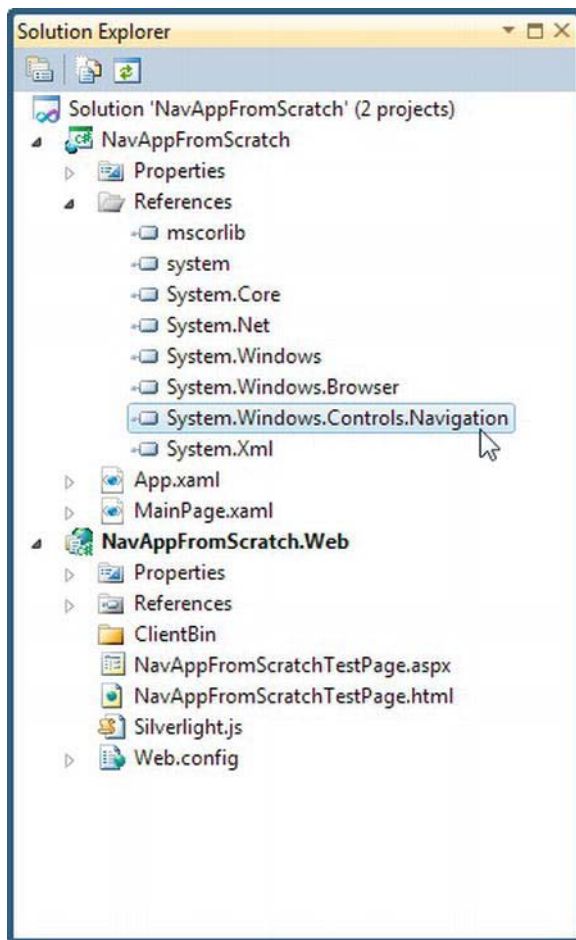 Solution Explorer
Solution 'NavAppFromScratch' (2 projects)
NavAppFromScratch
Properties
References
mscorlib
system
System.Core
System.Net
System.Windows
System.Windows.Browser
System.Windows.Controls.Navigation
System.Xml
App.xaml
MainPage.xaml
NavAppFromScratch.Web
Properties
References
ClientBin
NavAppFromScratchTestPage.aspx
NavAppFromScratchTestPage.html
Silverlight.js
Web.config